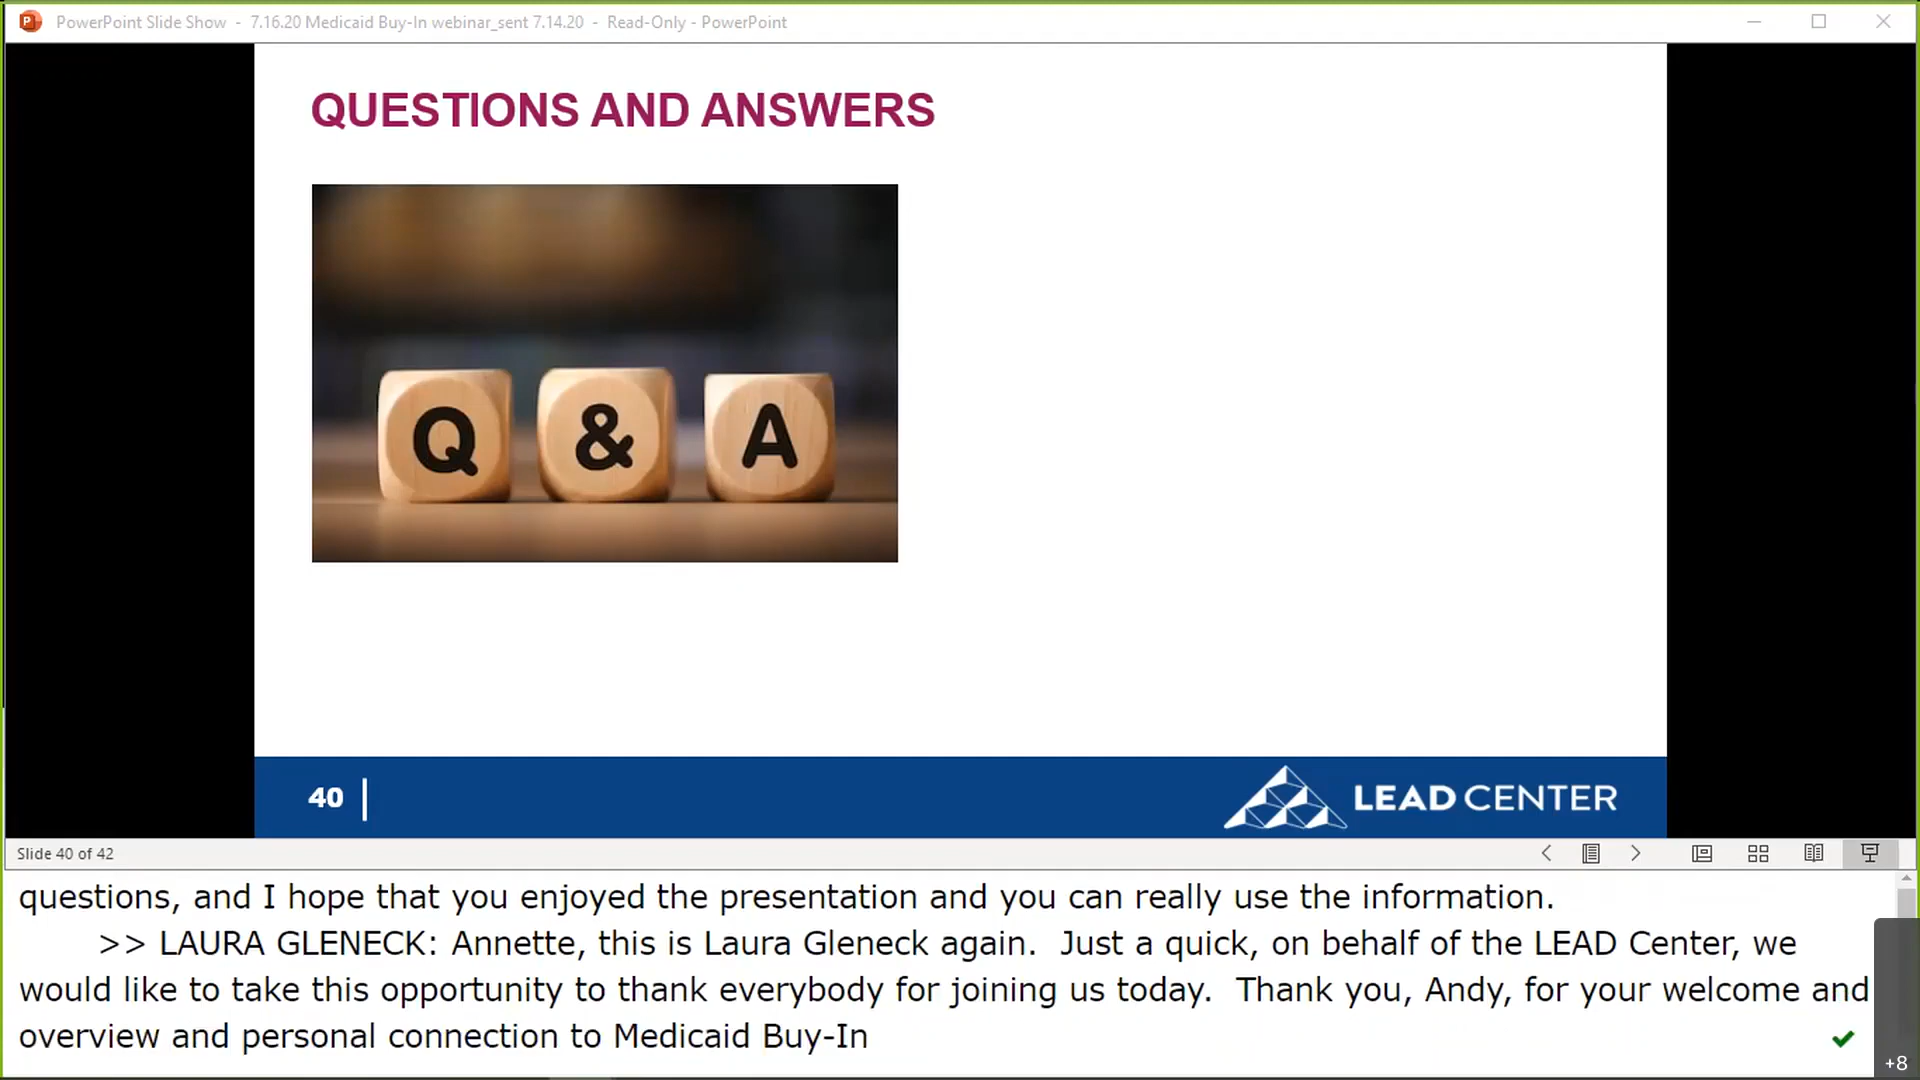 PowerPoint Slide Show - 7.16.20 Medicaid Buy-In webinar_sent 7.14.20 - Read-Only - PowerPoint
QUESTIONS AND ANSWERS
Q & A
40
LEAD CENTER
Slide 40 of 42
questions, and I hope that you enjoyed the presentation and you can really use the information.
>> LAURA GLENECK: Annette, this is Laura Gleneck again. Just a quick, on behalf of the LEAD Center, we
would like to take this opportunity to thank everybody for joining us today. Thank you, Andy, for your welcome and
overview and personal connection to Medicaid Buy-In
+8